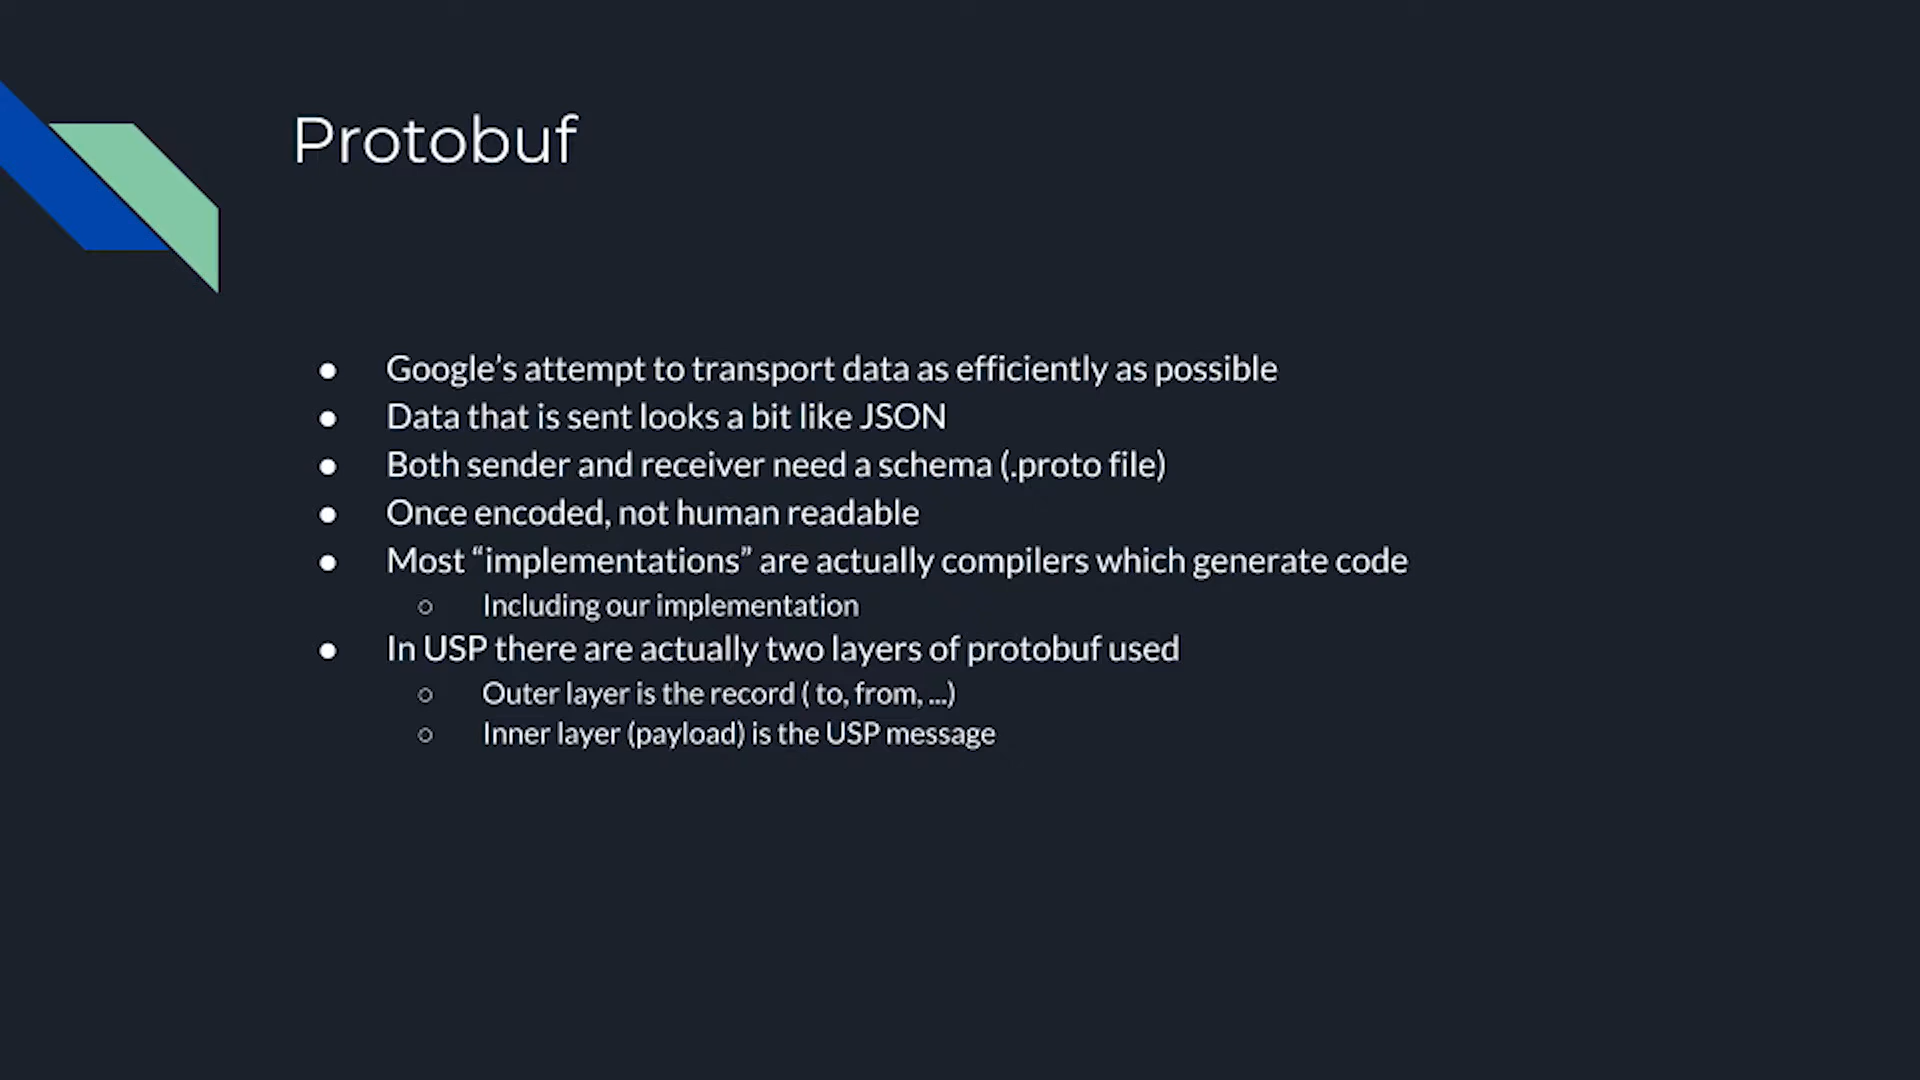 Protobuf
● Google’s attempt to transport data as efficiently as possible
● Data that is sent looks a bit like JSON
● Both sender and receiver need a schema (.proto file)
● Once encoded, not human readable
● Most “implementations” are actually compilers which generate code
○ Including our implementation
● In USP there are actually two layers of protobuf used
○ Outer layer is the record ( to, from, ...)
○ Inner layer (payload) is the USP message